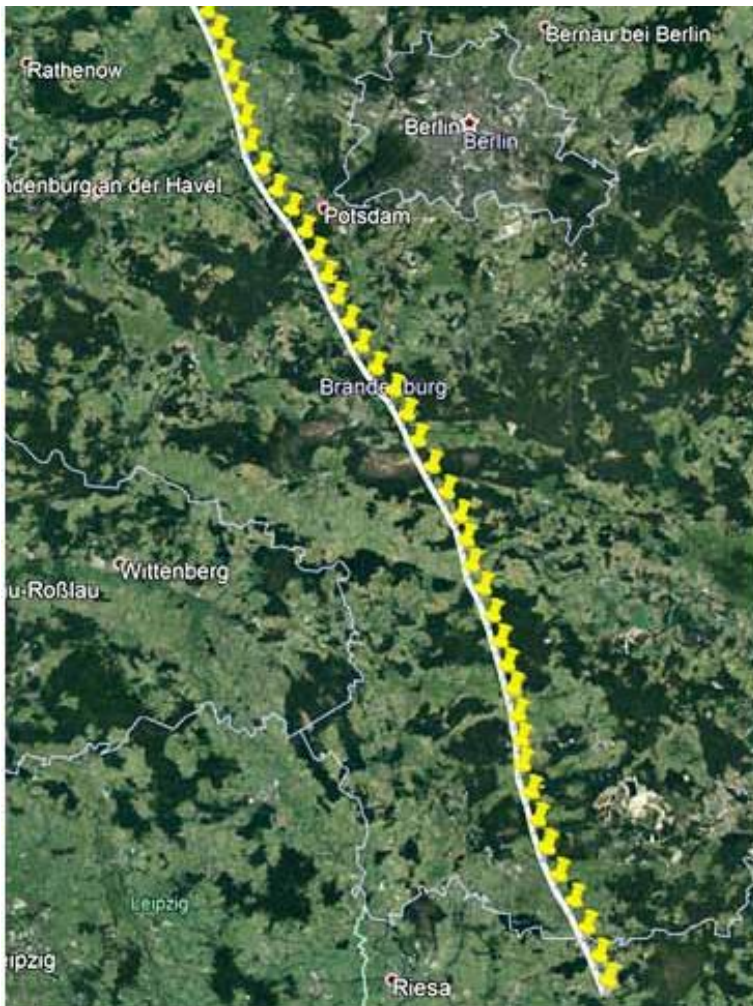 Bernau bei Berlin
Rathenow
Berlin
Berlin
ndenburg an der Havel
Potsdam
Brandenburg
Wittenberg
u-Roßlau
Leipzig
eipzig
Riesa